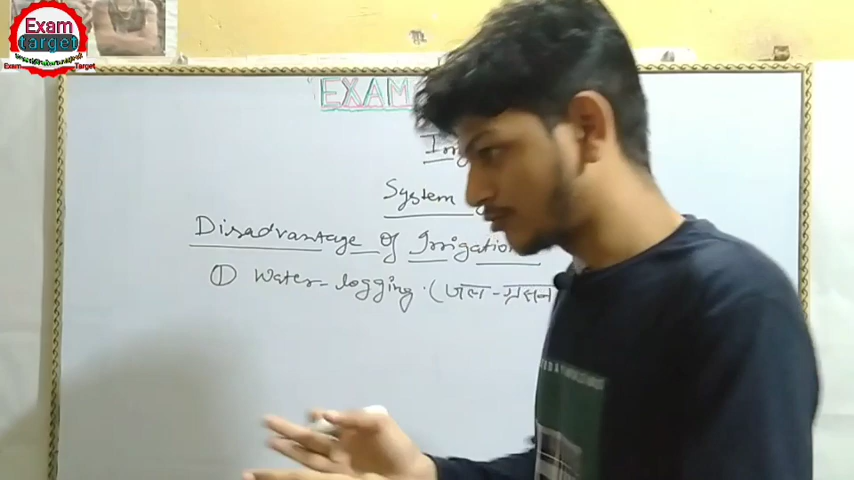 Exam
target
EXAM
System
Disadvantage of Irrigation
① Water-logging. (जल-ग्रसन